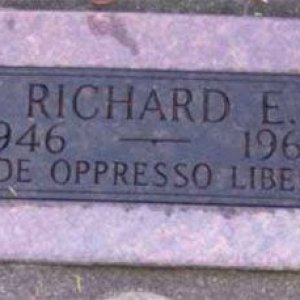 RICHARD E.
946 — 196
DE OPPRESSO LIBE